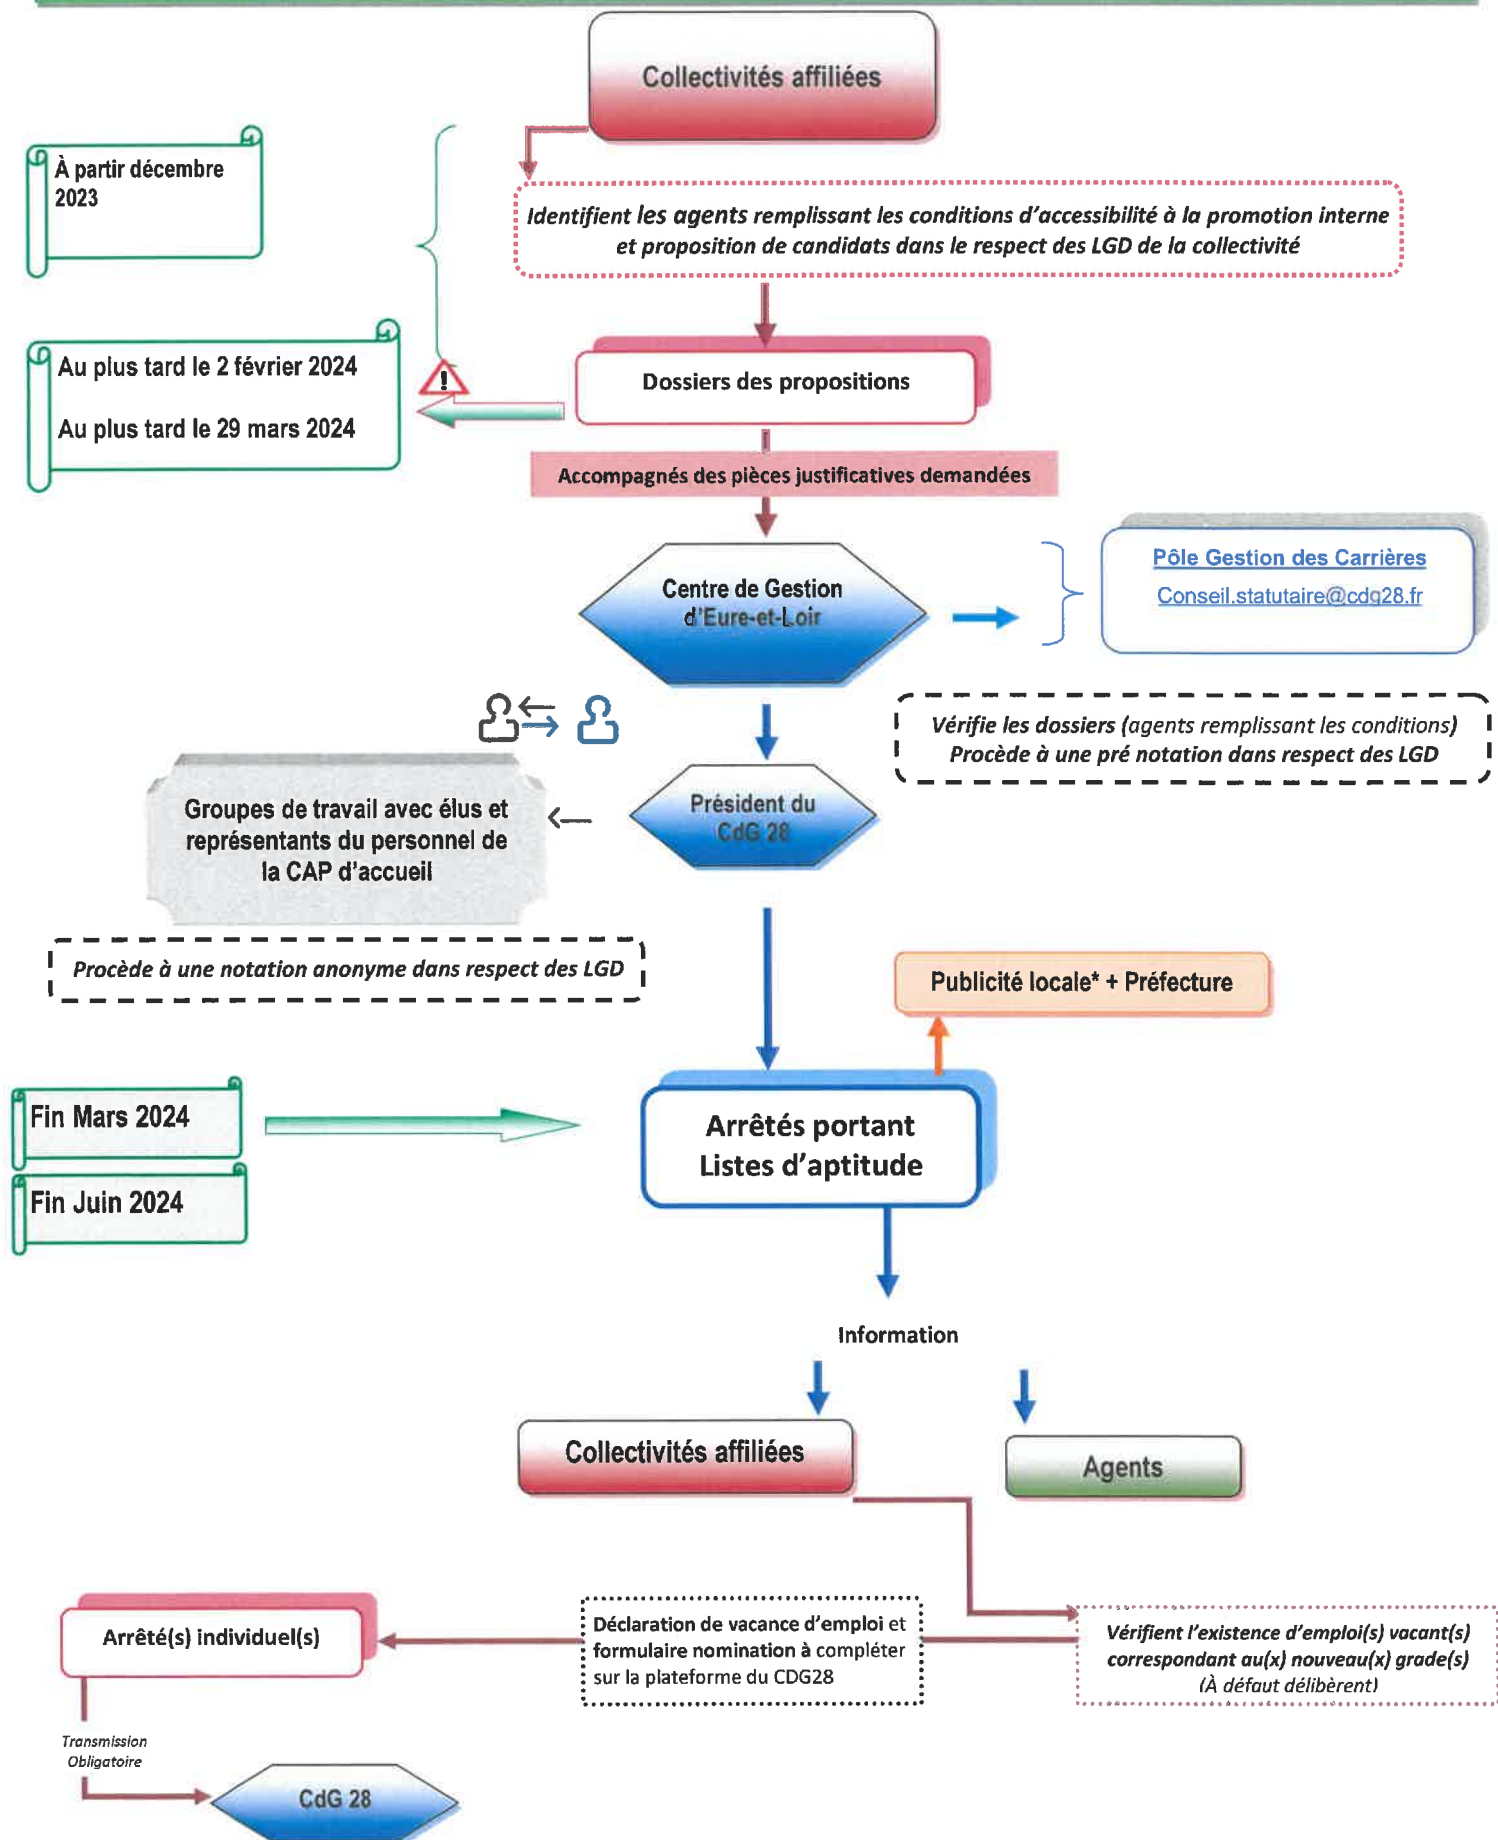 Collectivités affiliées
À partir décembre
2023
Identifient les agents remplissant les conditions d'accessibilité à la promotion interne
et proposition de candidats dans le respect des LGD de la collectivité
Au plus tard le 2 février 2024
Au plus tard le 29 mars 2024
!
Dossiers des propositions
Accompagnés des pièces justificatives demandées
Centre de Gestion
d'Eure-et-Loir
Pôle Gestion des Carrières
Conseil.statutaire@cdg28.fr
Vérifie les dossiers (agents remplissant les conditions)
Procède à une pré notation dans respect des LGD
Président du
CdG 28
Groupes de travail avec élus et
représentants du personnel de
la CAP d'accueil
Procède à une notation anonyme dans respect des LGD
Publicité locale* + Préfecture
Fin Mars 2024
Fin Juin 2024
Arrêtés portant
Listes d'aptitude
Information
Collectivités affiliées
Agents
Vérifient l'existence d'emploi(s) vacant(s)
correspondant au(x) nouveau(x) grade(s)
(À défaut délibèrent)
Déclaration de vacance d'emploi et
formulaire nomination à compléter
sur la plateforme du CDG28
Arrêté(s) individuel(s)
Transmission
Obligatoire
CdG 28